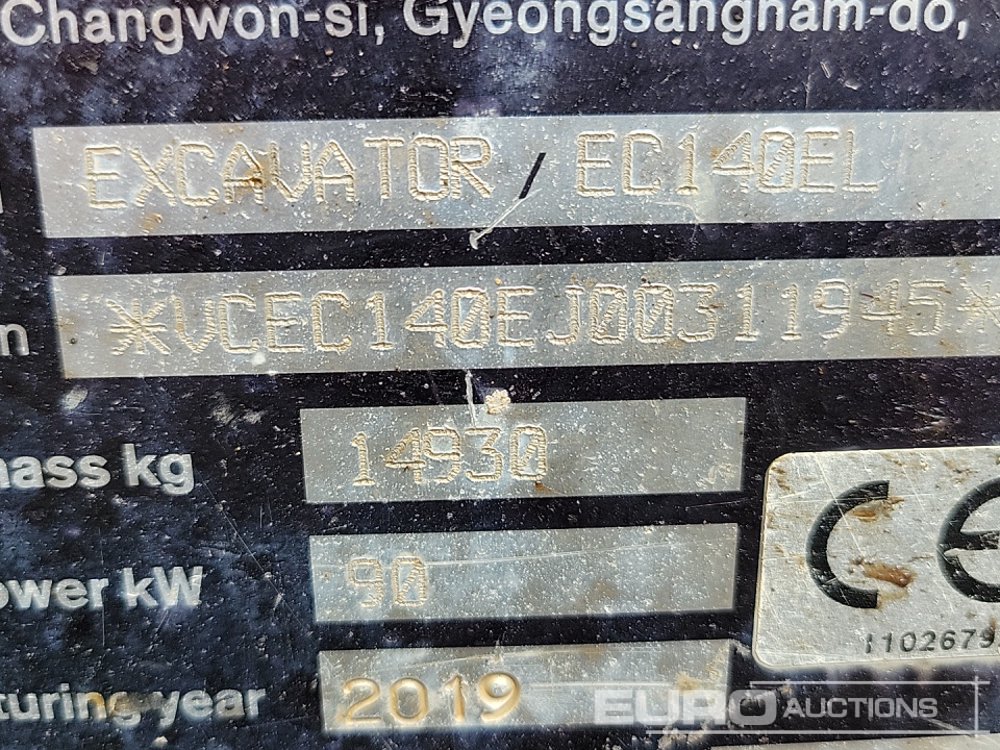 Changwon-si, Gyeongsangnam-do,
EXCAVATOR / EC140EL
*VCEC140EJ00311945*
mass kg 14930
power kW 90
turing year 2019
CE
1102679
EURO AUCTIONS